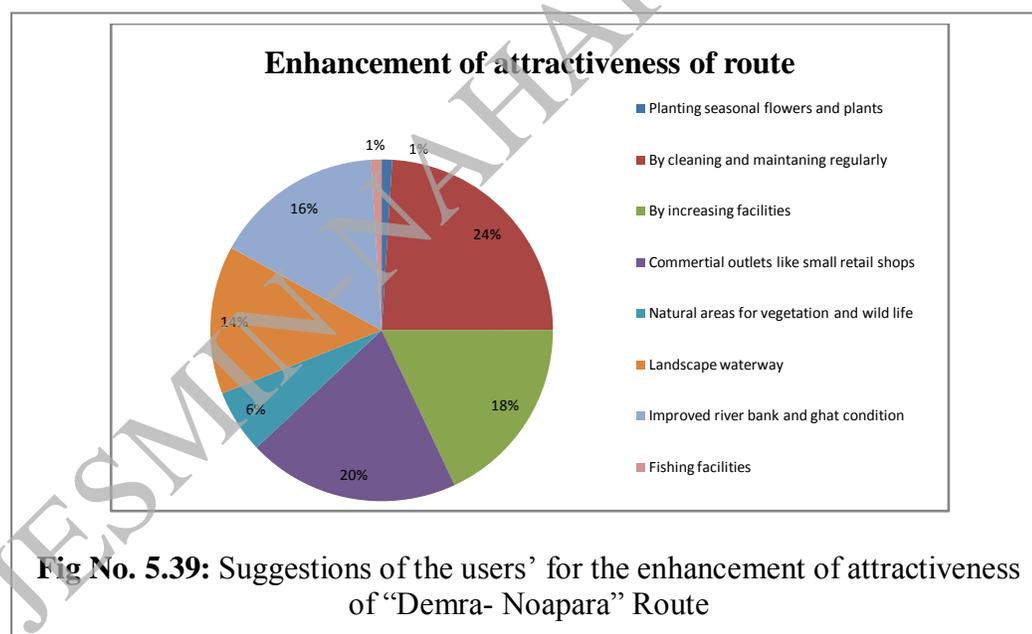 Enhancement of attractiveness of route
Planting seasonal flowers and plants
By cleaning and maintaning regularly
By increasing facilities
Commertial outlets like small retail shops
Natural areas for vegetation and wild life
Landscape waterway
Improved river bank and ghat condition
Fishing facilities
1%
1%
24%
18%
20%
6%
14%
16%
Fig No. 5.39: Suggestions of the users’ for the enhancement of attractiveness
of “Demra- Noapara” Route
JESMIN-NAHAR